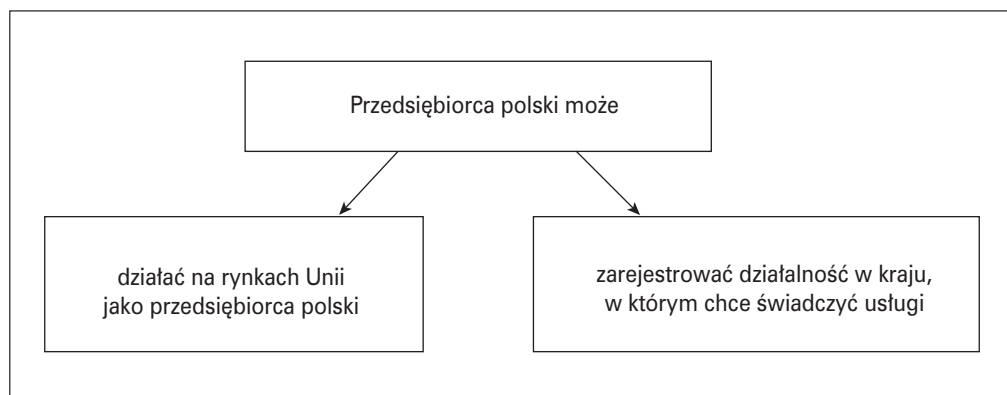 Przedsiębiorca polski może
działać na rynkach Unii
jako przedsiębiorca polski
zarejestrować działalność w kraju,
w którym chce świadczyć usługi